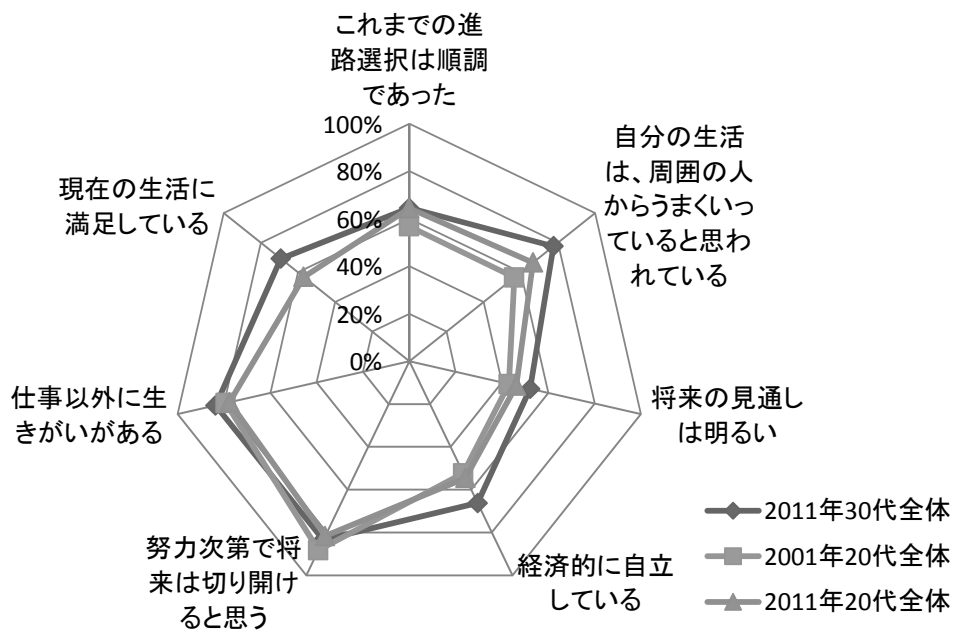 これまでの進
路選択は順調
であった
自分の生活
は、周囲の人
からうまくいっ
ていると思わ
れている
将来の見通し
は明るい
経済的に自立
している
努力次第で将
来は切り開け
ると思う
仕事以外に生
きがいがある
現在の生活に
満足している
100%
80%
60%
40%
20%
0%
2011年30代全体
2001年20代全体
2011年20代全体